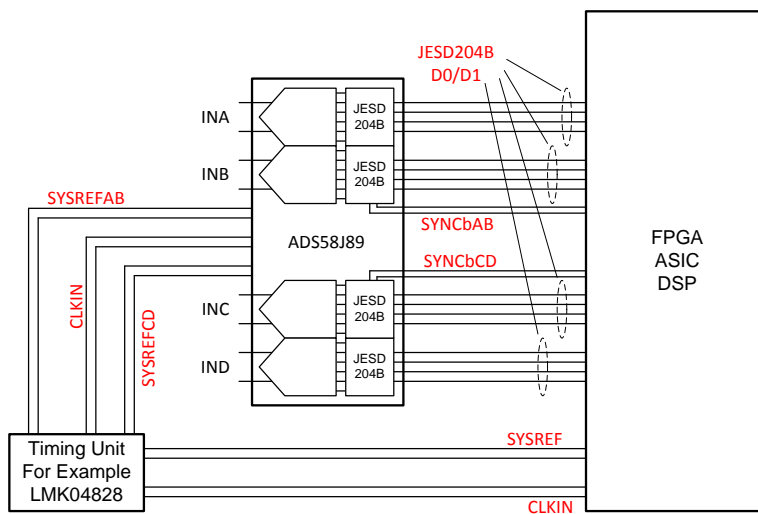 JESD204B
D0/D1
INA
JESD
204B
INB
JESD
204B
SYSREFAB
SYNCbAB
ADS58J89
FPGA
ASIC
DSP
SYNCbCD
CLKIN
SYSREFCD
INC
JESD
204B
IND
JESD
204B
Timing Unit
For Example
LMK04828
SYSREF
CLKIN